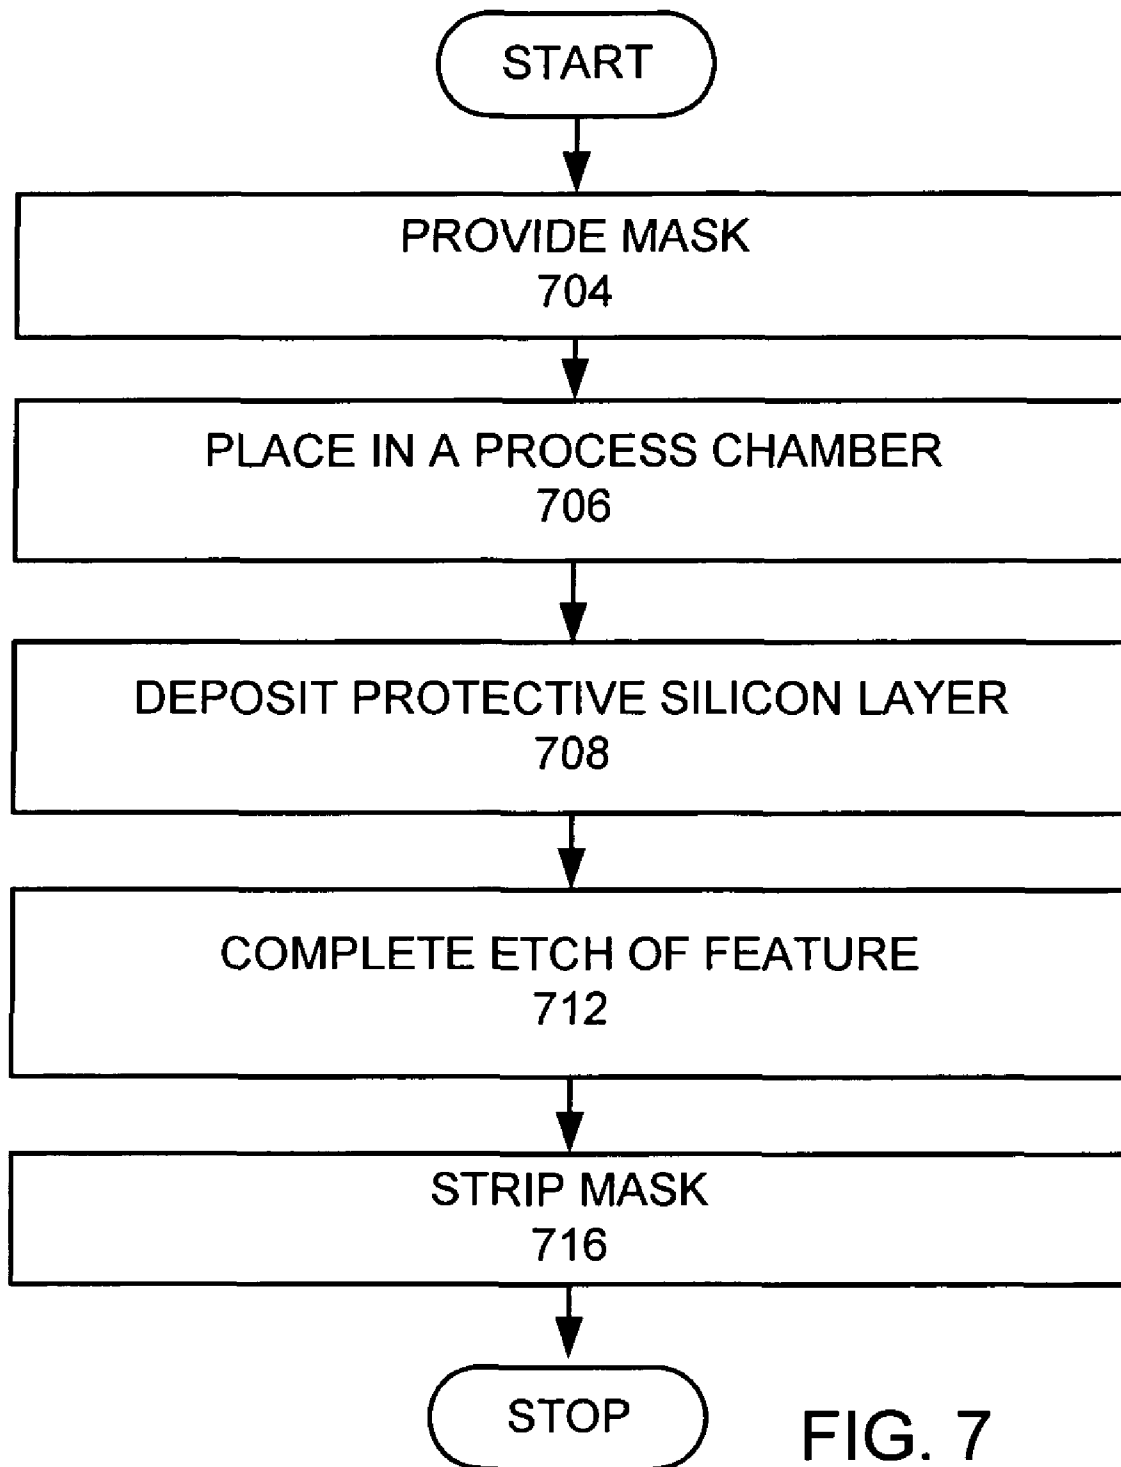 START
PROVIDE MASK
704
PLACE IN A PROCESS CHAMBER
706
DEPOSIT PROTECTIVE SILICON LAYER
708
COMPLETE ETCH OF FEATURE
712
STRIP MASK
716
STOP
FIG. 7